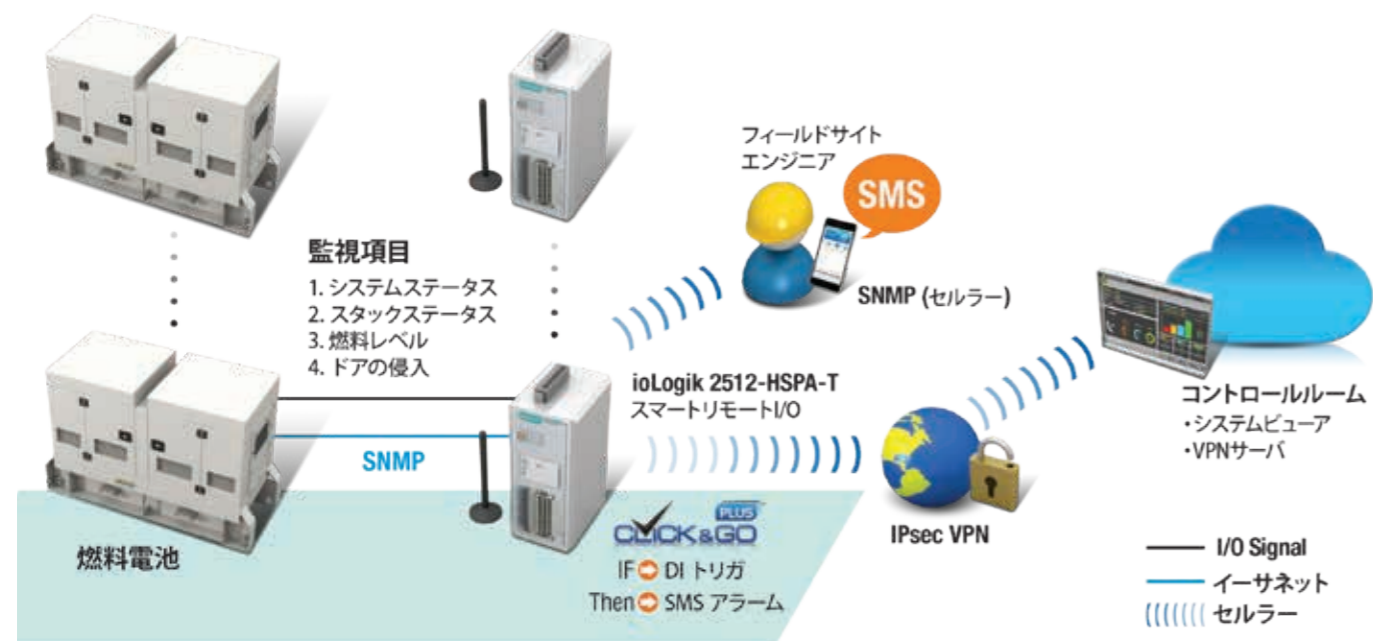 フィールドサイト
エンジニア
SMS
SNMP (セルラー)
監視項目
1. システムステータス
2. スタックステータス
3. 燃料レベル
4. ドアの侵入
ioLogik 2512-HSPA-T
スマートリモートI/O
SNMP
コントロールルーム
・システムビューア
・VPNサーバ
IPsec VPN
燃料電池
CLICK&GO PLUS
IF DI トリガ
Then SMS アラーム
I/O Signal
イーサネット
セルラー